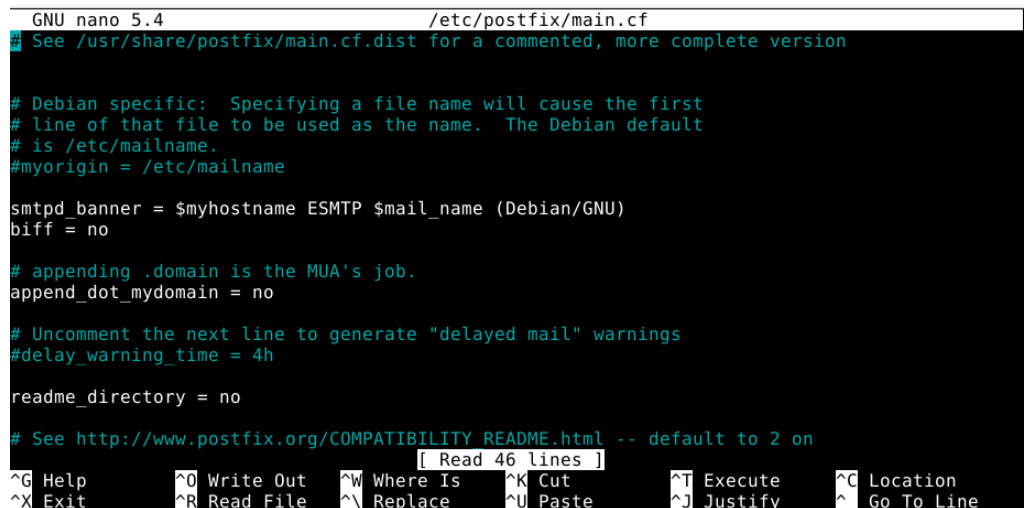 GNU nano 5.4 /etc/postfix/main.cf
# See /usr/share/postfix/main.cf.dist for a commented, more complete version
# Debian specific:  Specifying a file name will cause the first
# line of that file to be used as the name.  The Debian default
# is /etc/mailname.
#myorigin = /etc/mailname
smtpd_banner = $myhostname ESMTP $mail_name (Debian/GNU)
biff = no
# appending .domain is the MUA's job.
append_dot_mydomain = no
# Uncomment the next line to generate "delayed mail" warnings
#delay_warning_time = 4h
readme_directory = no
# See http://www.postfix.org/COMPATIBILITY_README.html -- default to 2 on
[ Read 46 lines ]
^G Help ^O Write Out ^W Where Is ^K Cut ^T Execute ^C Location
^X Exit ^R Read File ^\ Replace ^U Paste ^J Justify ^ Go To Line